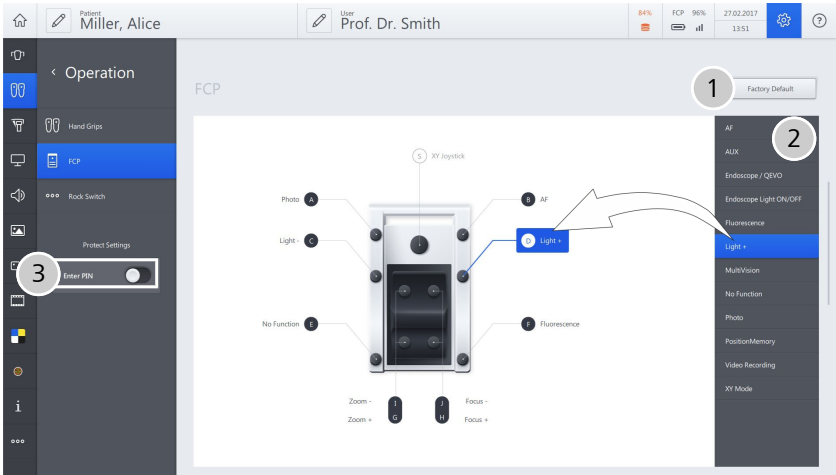 Patient
Miller, Alice
User
Prof. Dr. Smith
84%
FCP 96%
27.02.2017
13:51
?
< Operation
Hand Grips
FCP
Rock Switch
Protect Settings
Enter PIN
3
i
FCP
1
Factory Default
2
S XY Joystick
Photo A
B AF
Light - C
D Light +
No Function E
F Fluorescence
Zoom - I
J Focus -
Zoom + G
H Focus +
AF
AUX
Endoscope / QEVO
Endoscope Light ON/OFF
Fluorescence
Light +
MultiVision
No Function
Photo
PositionMemory
Video Recording
XY Mode